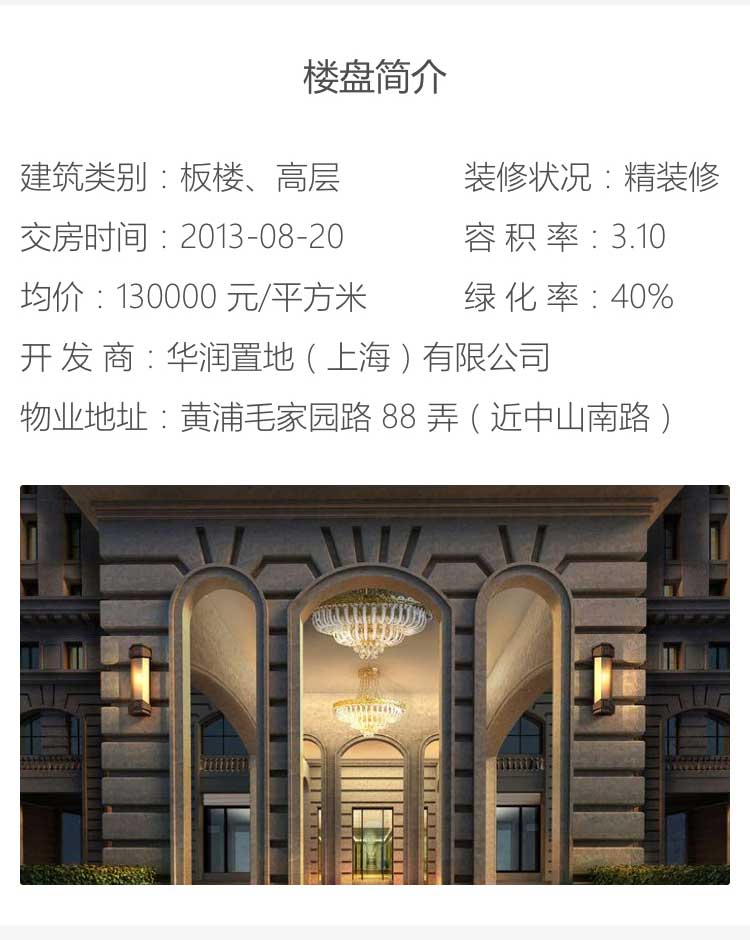 楼盘简介
建筑类别：板楼、高层 装修状况：精装修
交房时间：2013-08-20 容 积 率：3.10
均价：130000 元/平方米 绿 化 率：40%
开 发 商：华润置地（上海）有限公司
物业地址：黄浦毛家园路 88 弄（近中山南路）